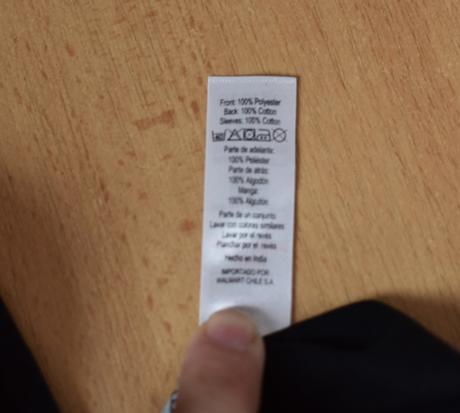 Front: 100% Polyester
Back: 100% Cotton
Sleeves: 100% Cotton
Parte de adelante:
100% Poliéster
Parte de atrás:
100% Algodón
Manga:
100% Algodón
Parte de un conjunto
Lavar con colores similares
Lavar por el revés
Planchar por el revés
Hecho en India
IMPORTADO POR
WALMART CHILE S.A